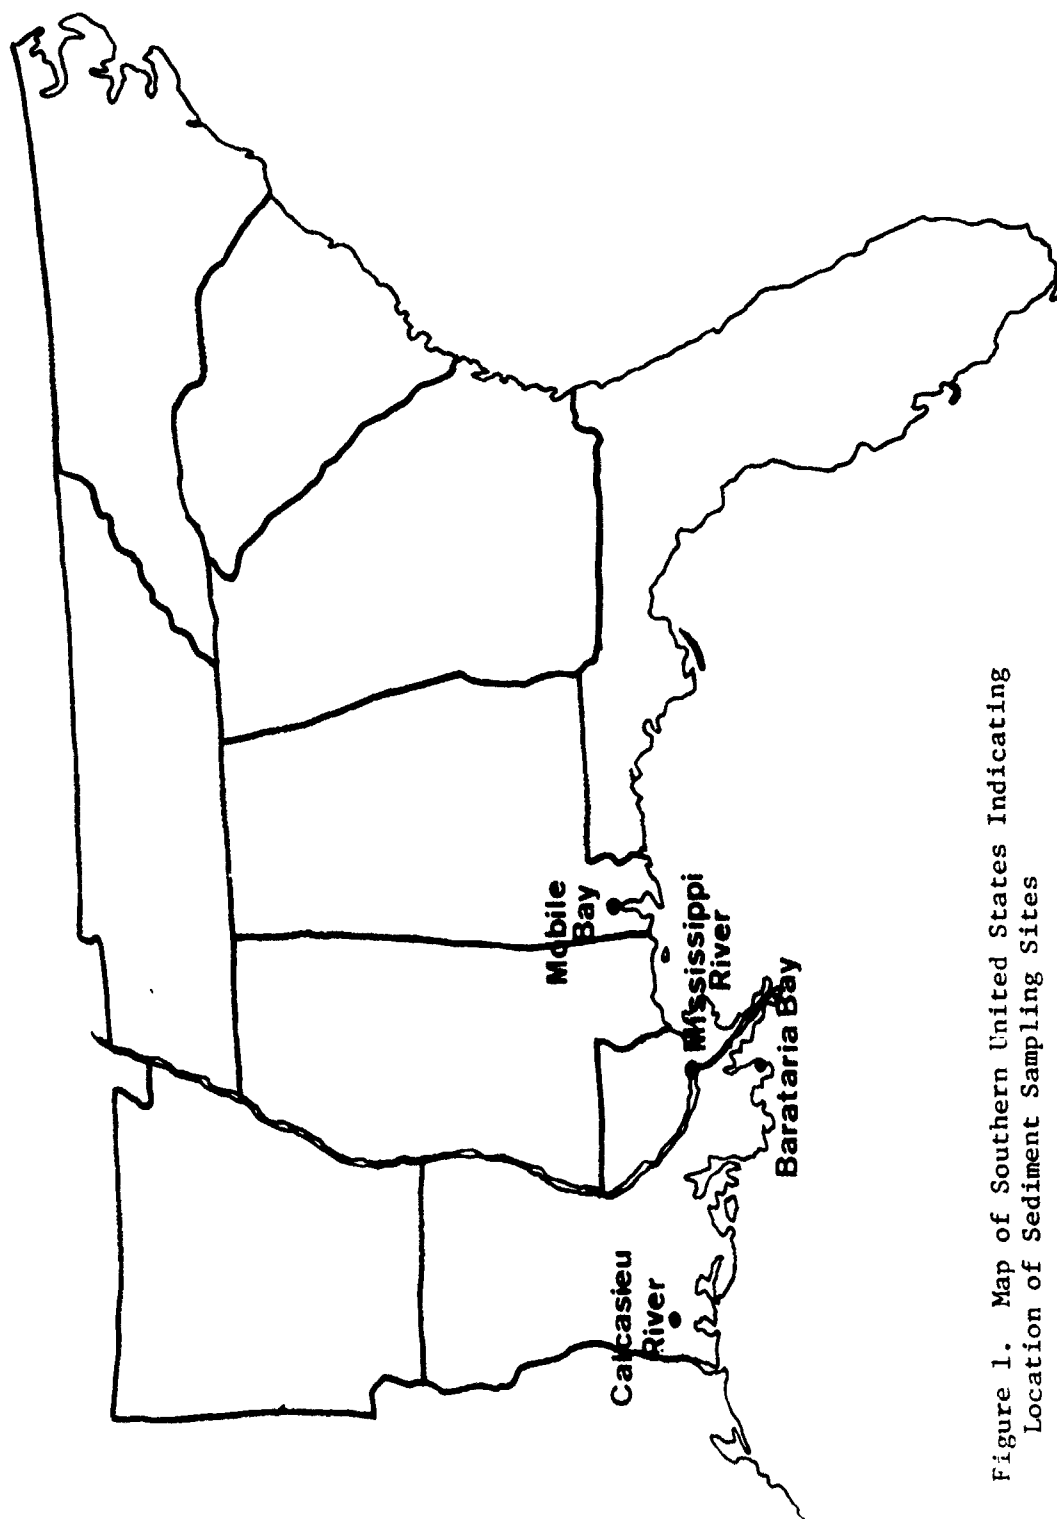 Mobile
Bay
Mississippi
River
Barataria Bay
Calcasieu
River
Figure 1. Map of Southern United States Indicating
Location of Sediment Sampling Sites